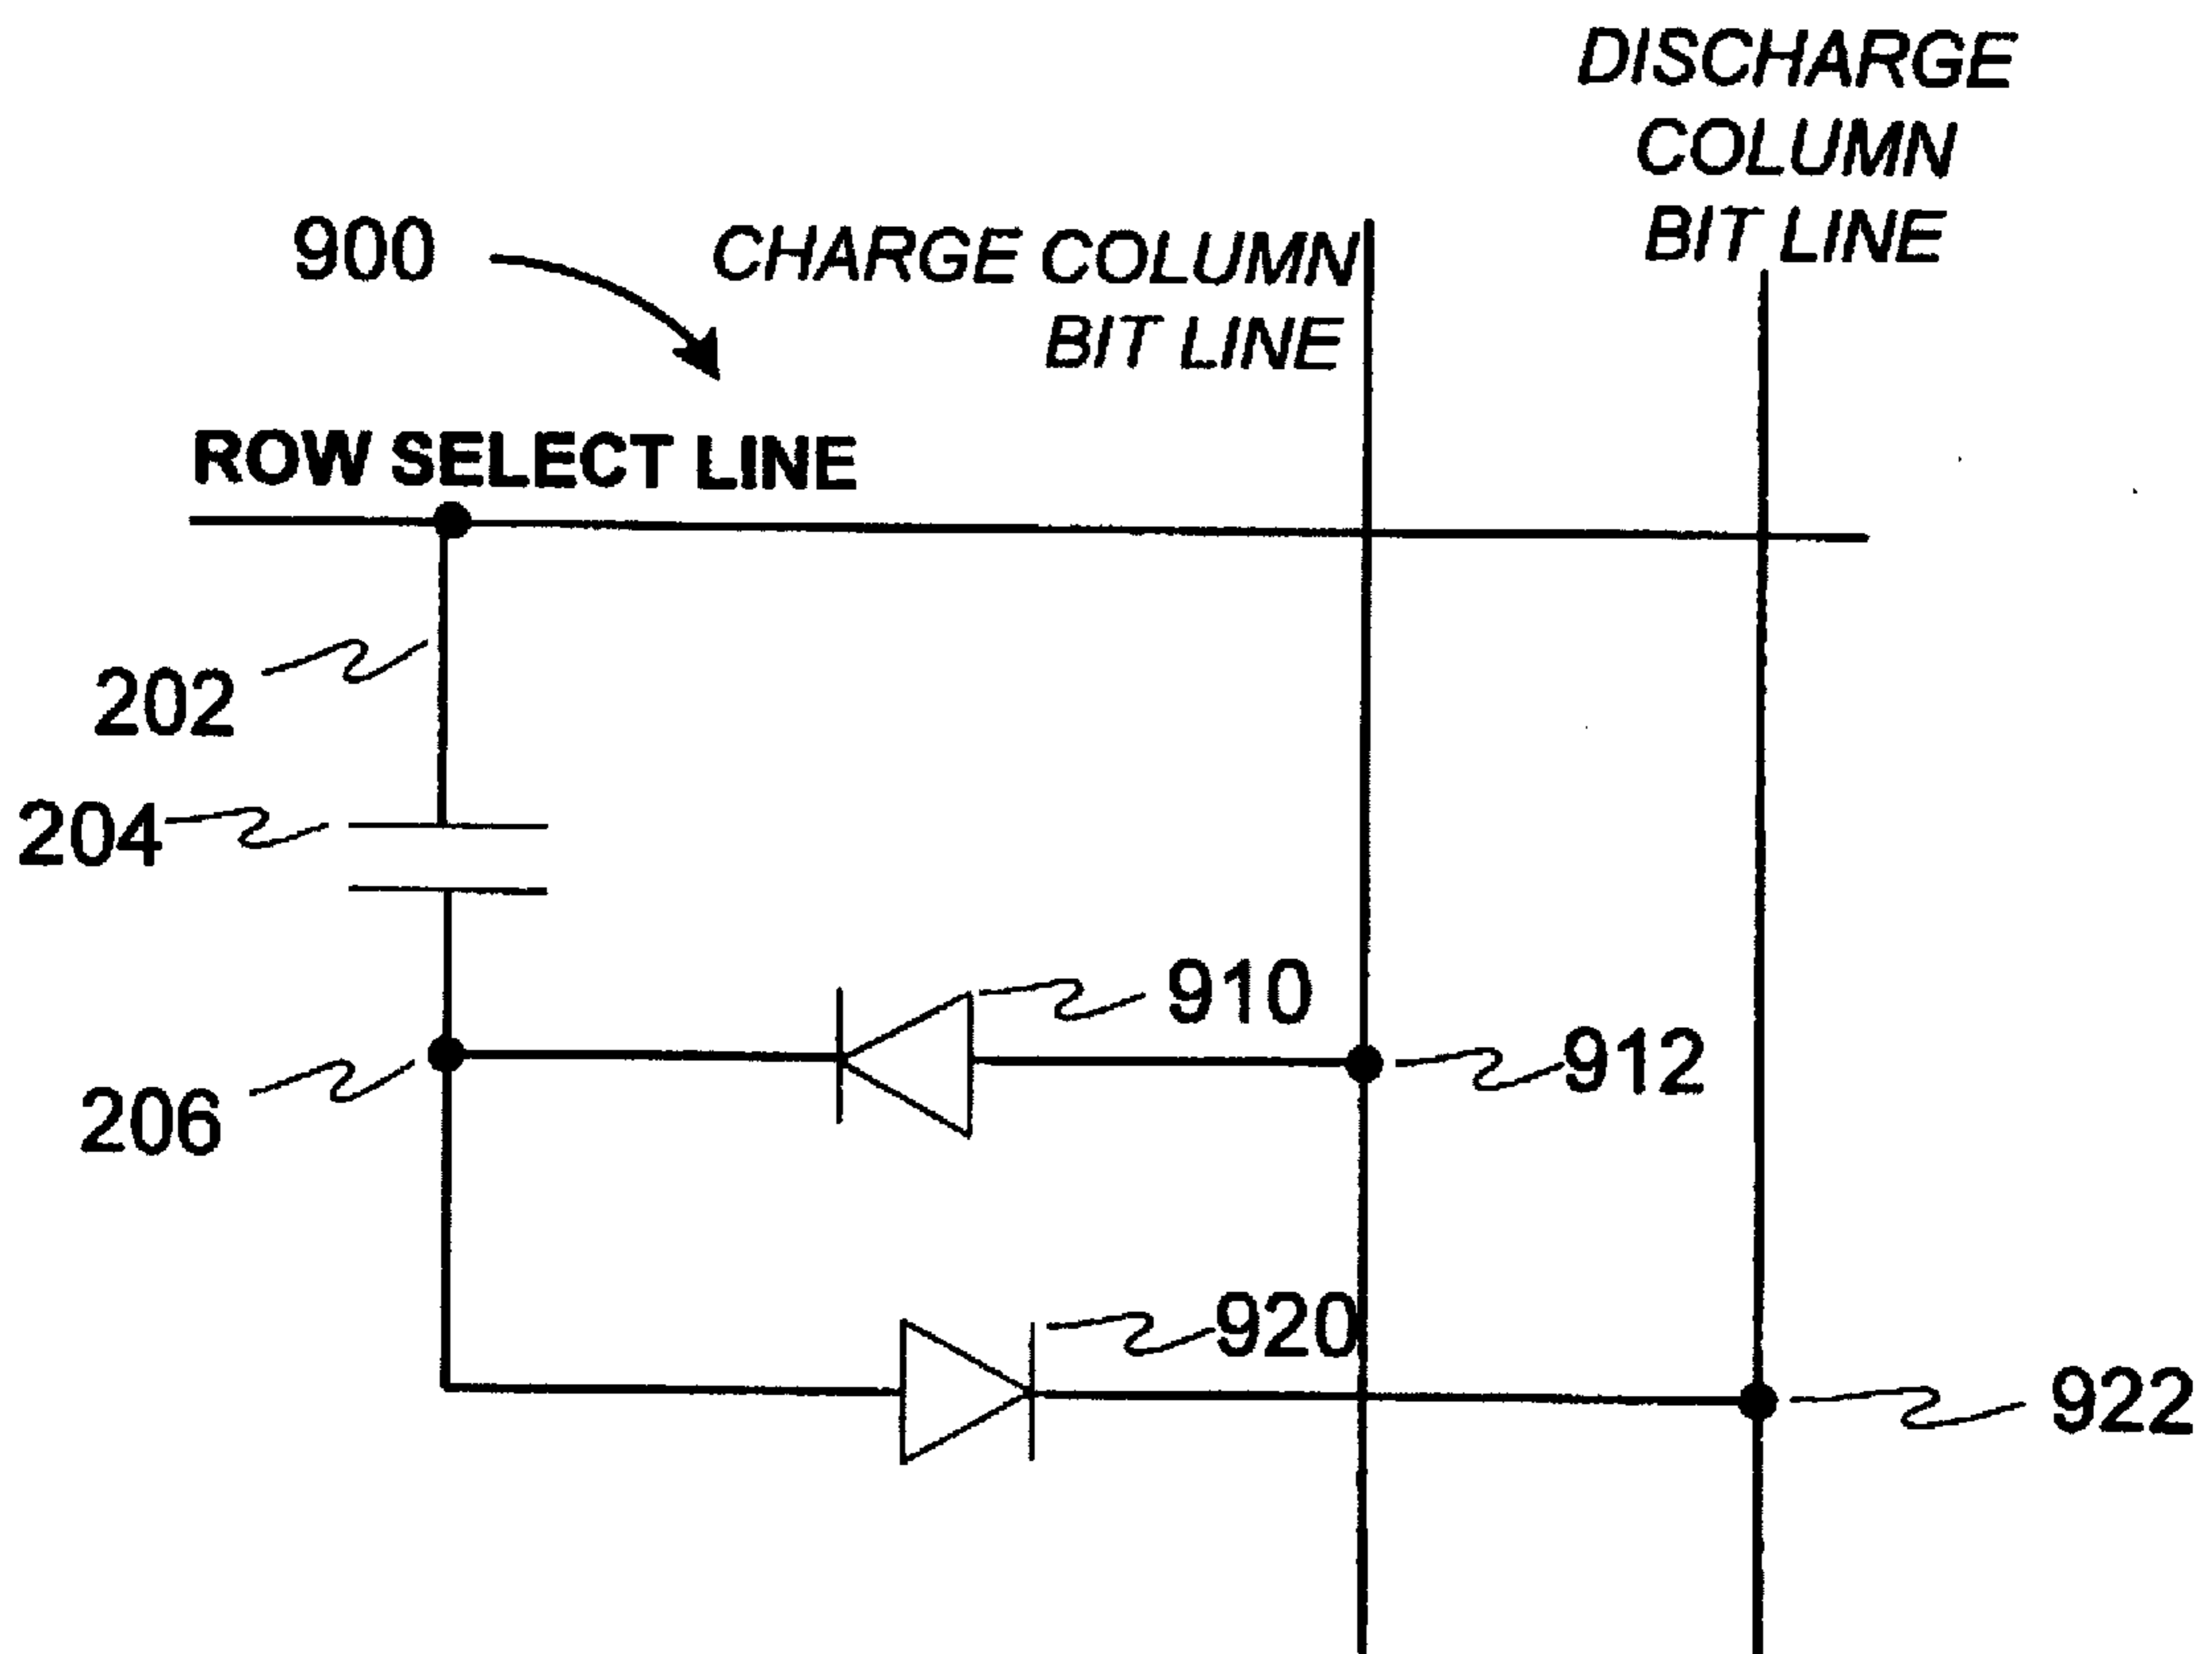 DISCHARGE
COLUMN
BIT LINE
900
CHARGE COLUMN
BIT LINE
ROW SELECT LINE
202
204
910
912
206
920
922